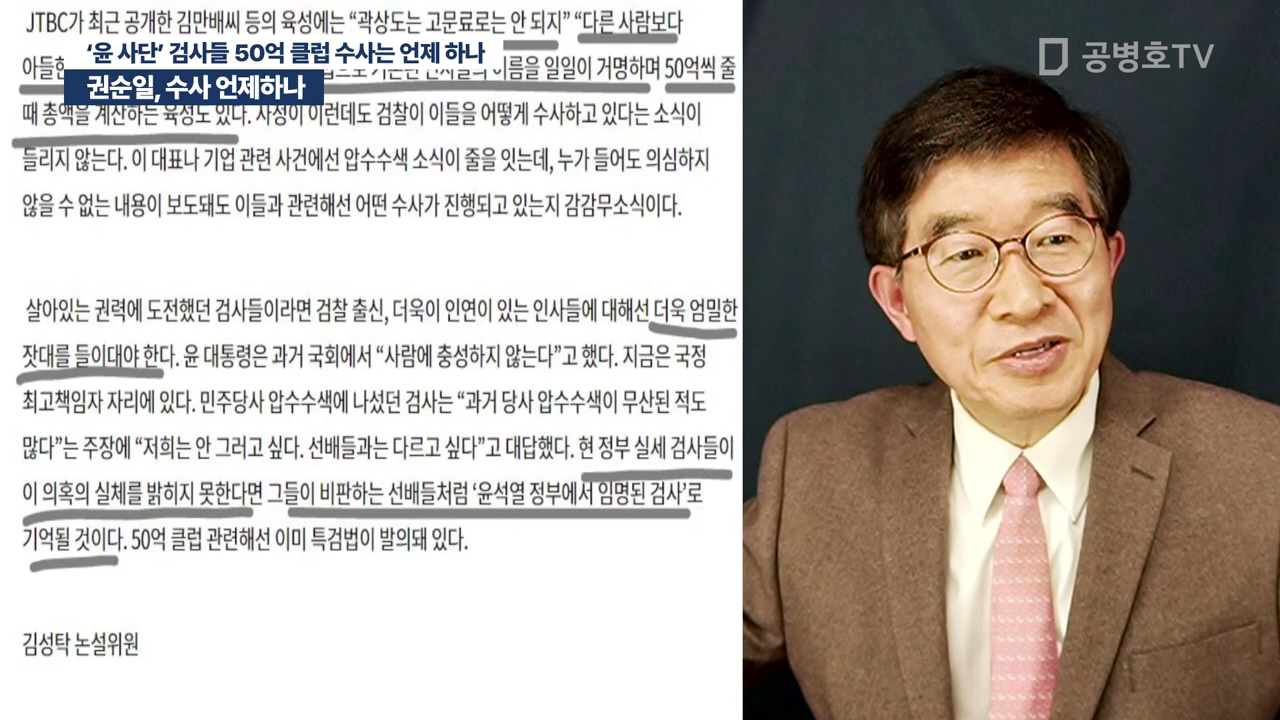 JTBC가 최근 공개한 김만배씨 등의 육성에는 “곽상도는 고문료로는 안 되지” “다른 사람보다
‘윤 사단’ 검사들 50억 클럽 수사는 언제 하나
권순일, 수사 언제하나
이름을 일일이 거명하며 50억씩 줄
때 총액을 계산하는 육성도 있다. 사정이 이런데도 검찰이 이들을 어떻게 수사하고 있다는 소식이
들리지 않는다. 이 대표나 기업 관련 사건에선 압수수색 소식이 줄을 잇는데, 누가 들어도 의심하지
않을 수 없는 내용이 보도돼도 이들과 관련해선 어떤 수사가 진행되고 있는지 감감무소식이다.
살아있는 권력에 도전했던 검사들이라면 검찰 출신, 더욱이 인연이 있는 인사들에 대해선 더욱 엄밀한
잣대를 들이대야 한다. 윤 대통령은 과거 국회에서 “사람에 충성하지 않는다”고 했다. 지금은 국정
최고책임자 자리에 있다. 민주당사 압수수색에 나섰던 검사는 “과거 당사 압수수색이 무산된 적도
많다”는 주장에 “저희는 안 그러고 싶다. 선배들과는 다르고 싶다”고 대답했다. 현 정부 실세 검사들이
이 의혹의 실체를 밝히지 못한다면 그들이 비판하는 선배들처럼 ‘윤석열 정부에서 임명된 검사’로
기억될 것이다. 50억 클럽 관련해선 이미 특검법이 발의돼 있다.
김성탁 논설위원
공병호TV